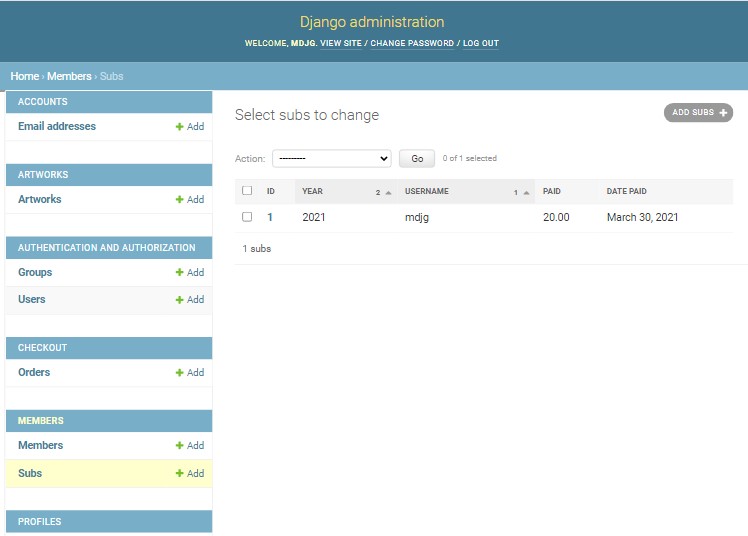 Django administration
WELCOME, MDJG. VIEW SITE / CHANGE PASSWORD / LOG OUT
Home › Members › Subs
ACCOUNTS
Email addresses + Add
ARTWORKS
Artworks + Add
AUTHENTICATION AND AUTHORIZATION
Groups + Add
Users + Add
CHECKOUT
Orders + Add
MEMBERS
Members + Add
Subs + Add
PROFILES
Select subs to change
ADD SUBS +
Action: --------- Go 0 of 1 selected
ID YEAR 2 USERNAME 1 PAID DATE PAID
1 2021 mdjg 20.00 March 30, 2021
1 subs